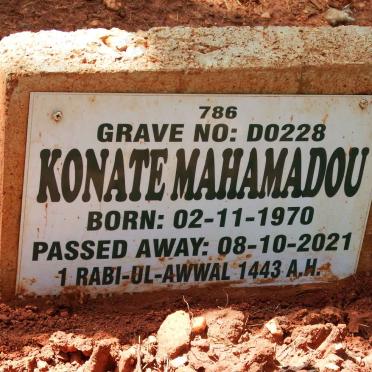 786
GRAVE NO: D0228
KONATE MAHAMADOU
BORN: 02-11-1970
PASSED AWAY: 08-10-2021
1 RABI-UL-AWWAL 1443 A.H.